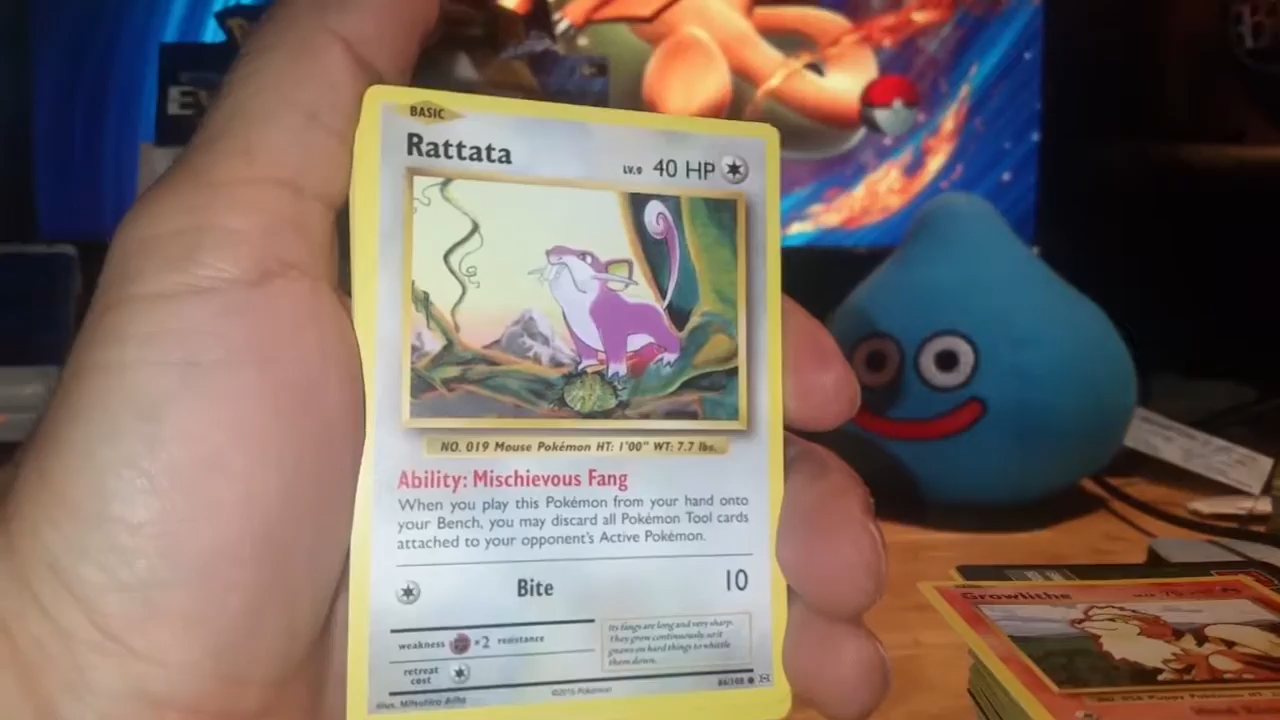 BASIC
Rattata
LV.9 40 HP
NO. 019 Mouse Pokémon HT: 1'00" WT: 7.7 lbs.
Ability: Mischievous Fang
When you play this Pokémon from your hand onto
your Bench, you may discard all Pokémon Tool cards
attached to your opponent's Active Pokémon.
Bite 10
weakness ×2 resistance
Its fangs are long and very sharp.
They grow continuously, so it
gnaws on hard things to whittle
them down.
retreat
cost
Illus. Mitsuhiro Arita
©2016 Pokémon
66/108
EV
Growlithe